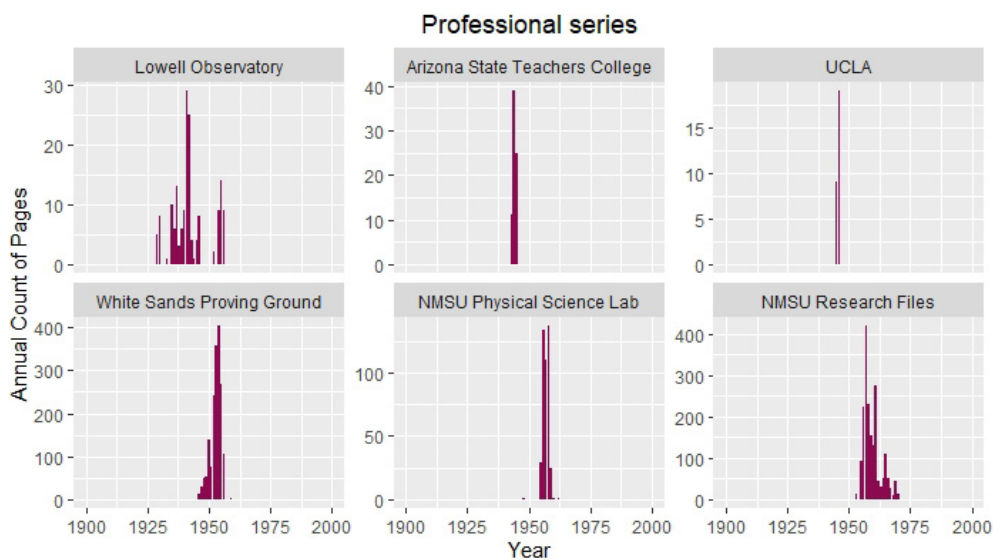 Professional series
Lowell Observatory
Arizona State Teachers College
UCLA
30
20
10
0
40
30
20
10
0
15
10
5
0
Annual Count of Pages
White Sands Proving Ground
NMSU Physical Science Lab
NMSU Research Files
400
300
200
100
0
100
50
0
400
300
200
100
0
1900 1925 1950 1975 2000
1900 1925 1950 1975 2000
1900 1925 1950 1975 2000
Year